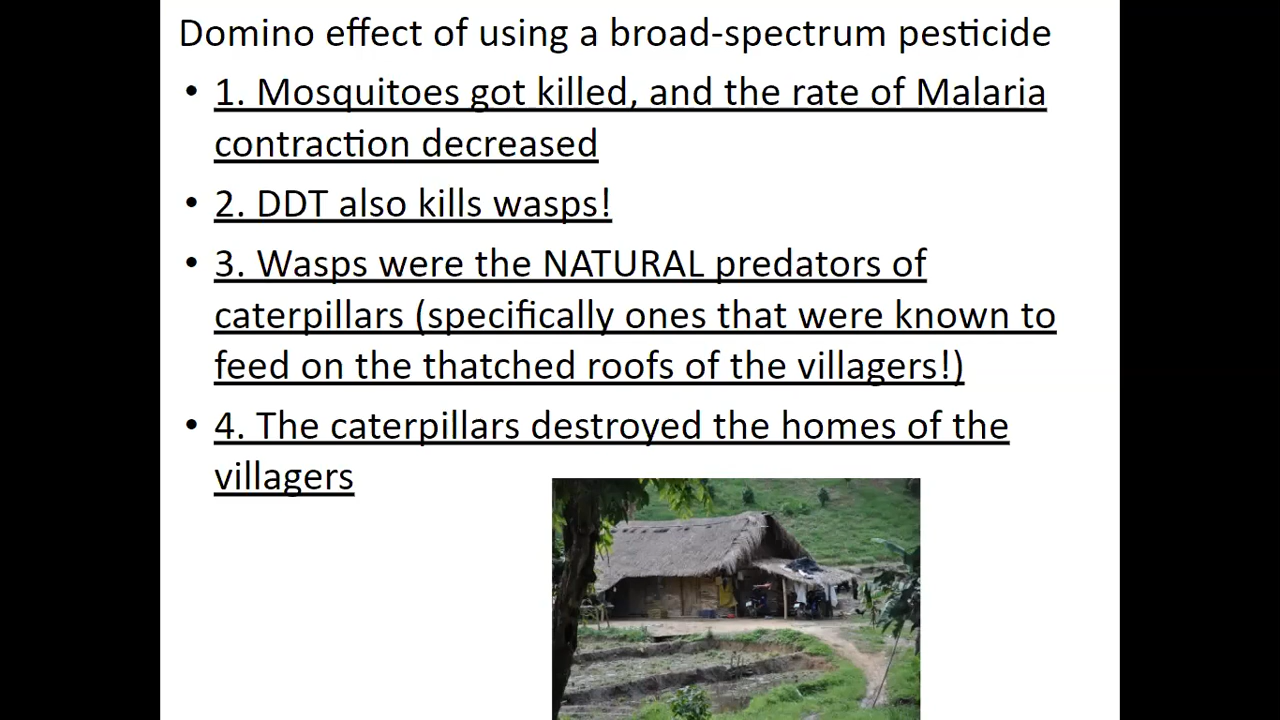 Domino effect of using a broad-spectrum pesticide
• 1. Mosquitoes got killed, and the rate of Malaria
contraction decreased
• 2. DDT also kills wasps!
• 3. Wasps were the NATURAL predators of
caterpillars (specifically ones that were known to
feed on the thatched roofs of the villagers!)
• 4. The caterpillars destroyed the homes of the
villagers